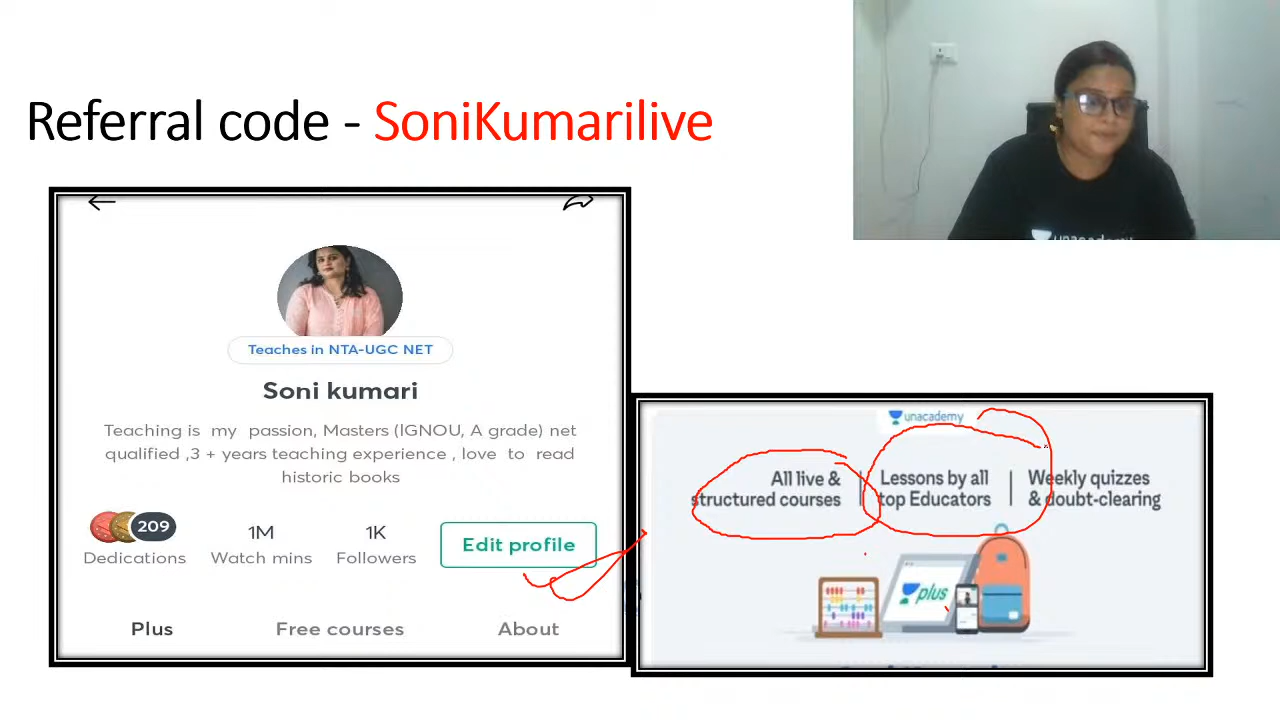 Referral code - SoniKumarilive
unacademy
Teaches in NTA-UGC NET
Soni kumari
Teaching is my passion, Masters (IGNOU, A grade) net
qualified ,3 + years teaching experience , love to read
historic books
209
Dedications
1M
Watch mins
1K
Followers
Edit profile
Plus
Free courses
About
unacademy
All live &
structured courses
Lessons by all
top Educators
Weekly quizzes
& doubt-clearing
plus